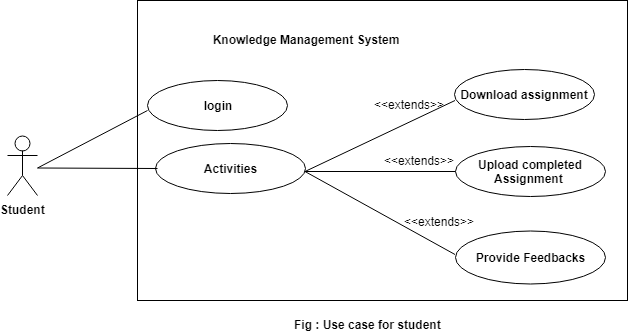 Knowledge Management System
login
<<extends>>
Download assignment
Activities
<<extends>>
Upload completed
Assignment
Student
<<extends>>
Provide Feedbacks
Fig : Use case for student